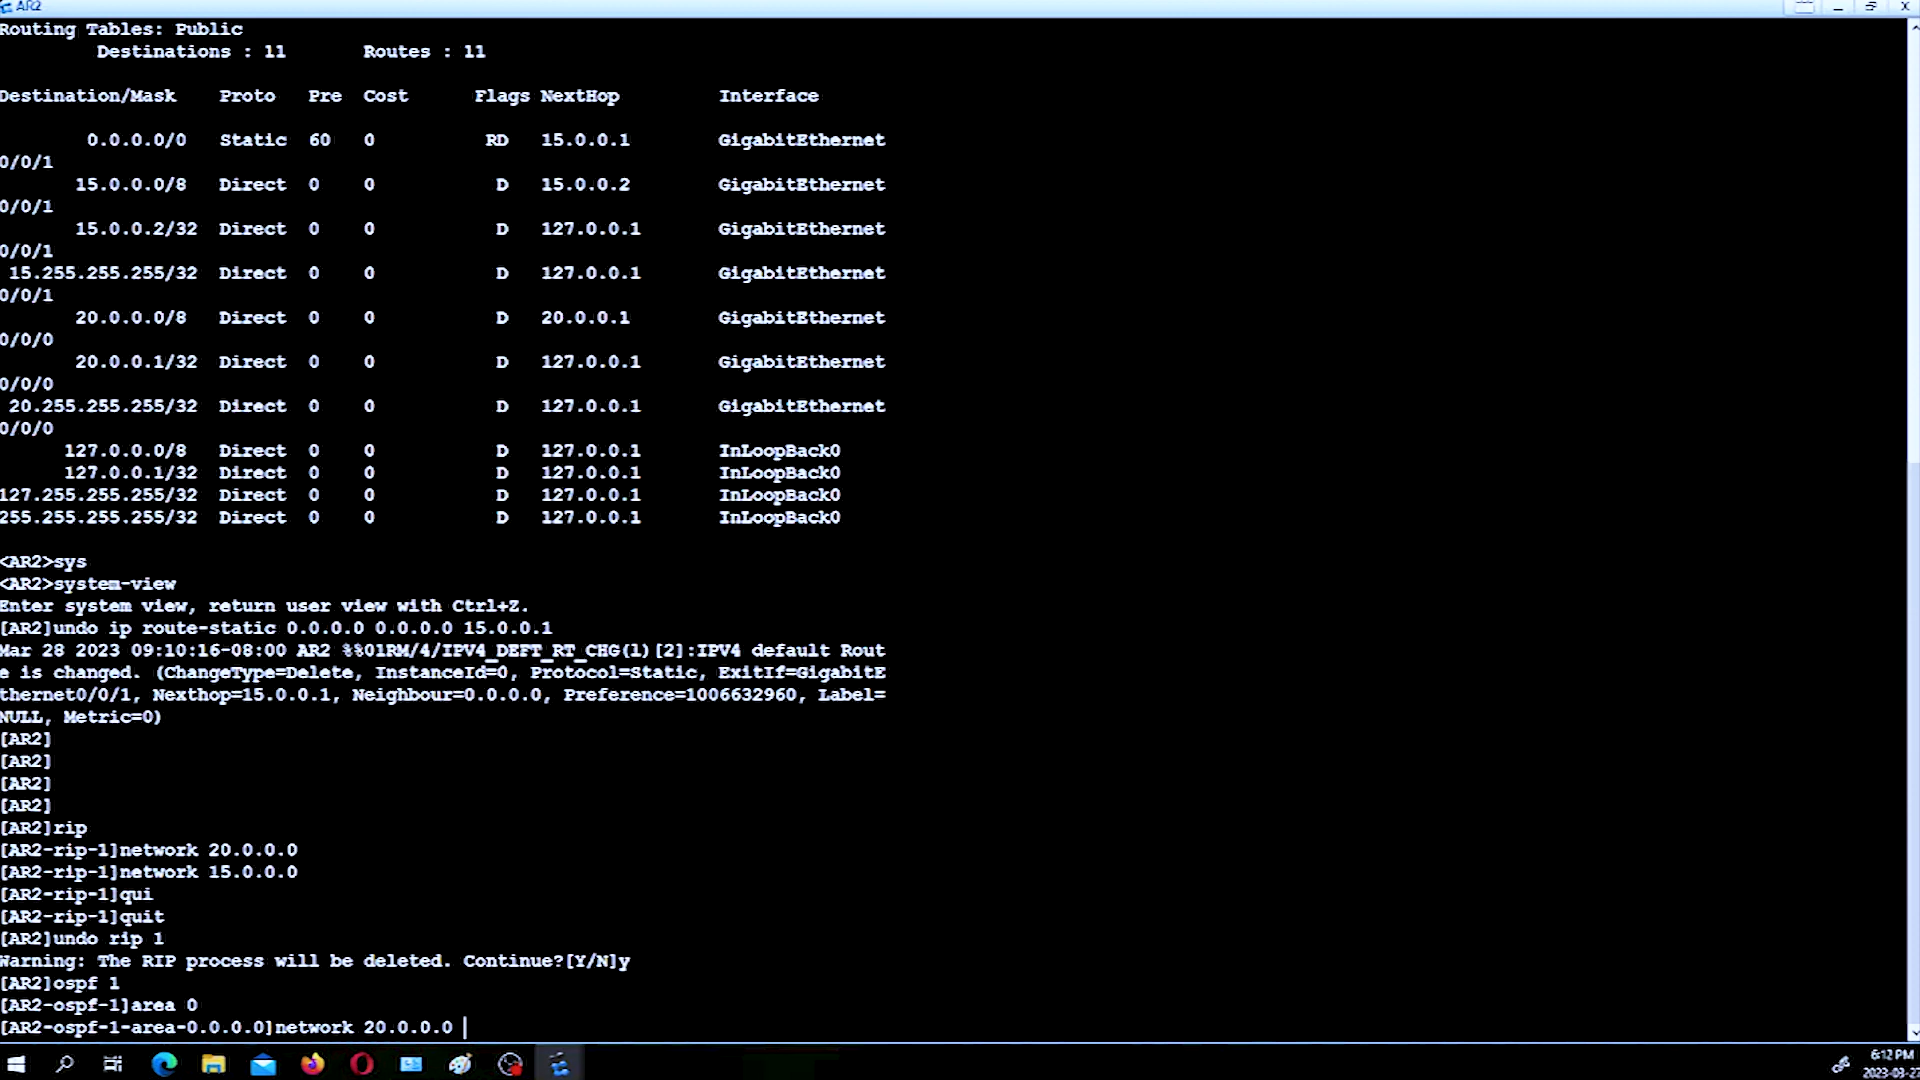 AR2
Routing Tables: Public
Destinations : 11 Routes : 11
Destination/Mask Proto Pre Cost Flags NextHop Interface
0.0.0.0/0 Static 60 0 RD 15.0.0.1 GigabitEthernet
0/0/1
15.0.0.0/8 Direct 0 0 D 15.0.0.2 GigabitEthernet
0/0/1
15.0.0.2/32 Direct 0 0 D 127.0.0.1 GigabitEthernet
0/0/1
15.255.255.255/32 Direct 0 0 D 127.0.0.1 GigabitEthernet
0/0/1
20.0.0.0/8 Direct 0 0 D 20.0.0.1 GigabitEthernet
0/0/0
20.0.0.1/32 Direct 0 0 D 127.0.0.1 GigabitEthernet
0/0/0
20.255.255.255/32 Direct 0 0 D 127.0.0.1 GigabitEthernet
0/0/0
127.0.0.0/8 Direct 0 0 D 127.0.0.1 InLoopBack0
127.0.0.1/32 Direct 0 0 D 127.0.0.1 InLoopBack0
127.255.255.255/32 Direct 0 0 D 127.0.0.1 InLoopBack0
255.255.255.255/32 Direct 0 0 D 127.0.0.1 InLoopBack0
<AR2>sys
<AR2>system-view
Enter system view, return user view with Ctrl+Z.
[AR2]undo ip route-static 0.0.0.0 0.0.0.0 15.0.0.1
Mar 28 2023 09:10:16-08:00 AR2 %%01RM/4/IPV4_DEFT_RT_CHG(l)[2]:IPV4 default Rout
e is changed. (ChangeType=Delete, InstanceId=0, Protocol=Static, ExitIf=GigabitE
thernet0/0/1, Nexthop=15.0.0.1, Neighbour=0.0.0.0, Preference=1006632960, Label=
NULL, Metric=0)
[AR2]
[AR2]
[AR2]
[AR2]
[AR2]rip
[AR2-rip-1]network 20.0.0.0
[AR2-rip-1]network 15.0.0.0
[AR2-rip-1]qui
[AR2-rip-1]quit
[AR2]undo rip 1
Warning: The RIP process will be deleted. Continue?[Y/N]y
[AR2]ospf 1
[AR2-ospf-1]area 0
[AR2-ospf-1-area-0.0.0.0]network 20.0.0.0
6:12 PM
2023-03-27